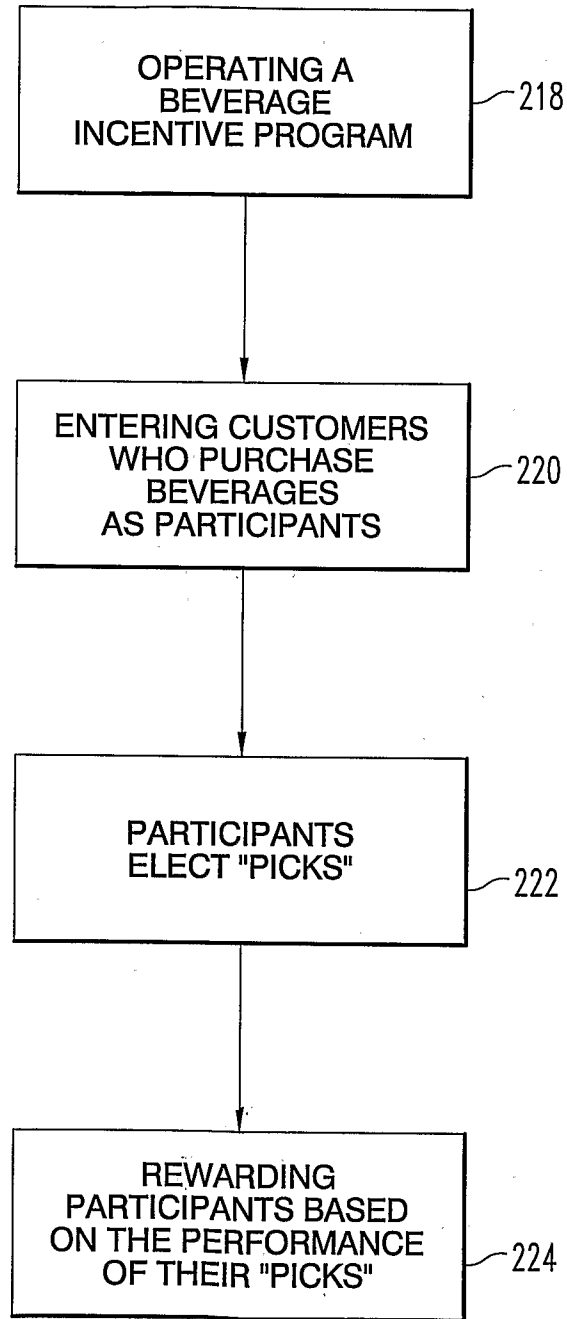 OPERATING A
BEVERAGE
INCENTIVE PROGRAM
218
ENTERING CUSTOMERS
WHO PURCHASE
BEVERAGES
AS PARTICIPANTS
220
PARTICIPANTS
ELECT "PICKS"
222
REWARDING
PARTICIPANTS BASED
ON THE PERFORMANCE
OF THEIR "PICKS"
224